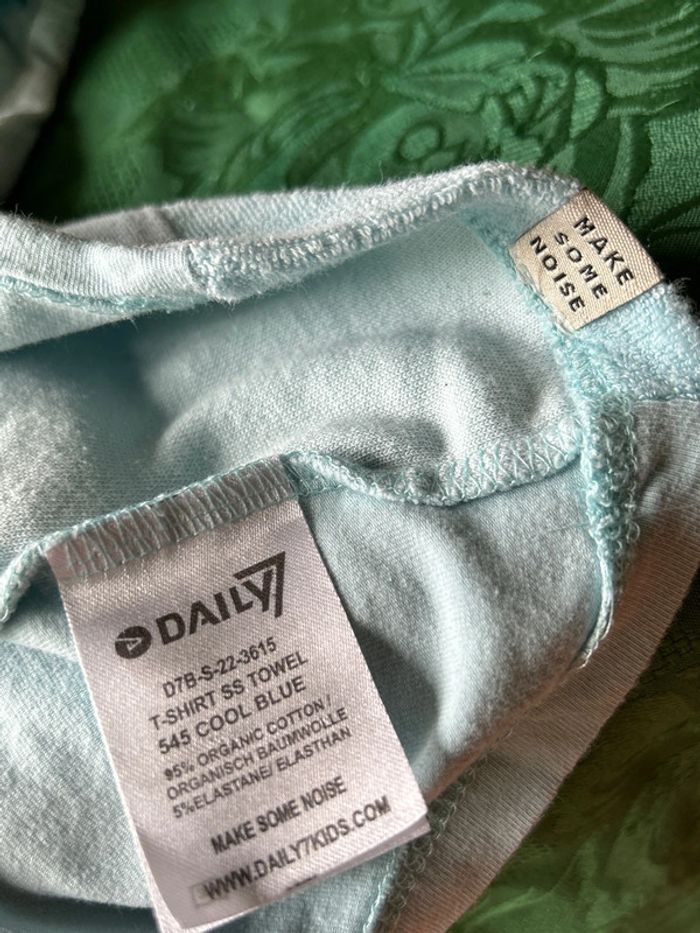 MAKE
SOME
NOISE
DAILY7
D7B-S-22-3615
T-SHIRT SS TOWEL
545 COOL BLUE
95% ORGANIC COTTON /
ORGANISCH BAUMWOLLE
5%ELASTANE/ ELASTHAN
MAKE SOME NOISE
WWW.DAILY7KIDS.COM